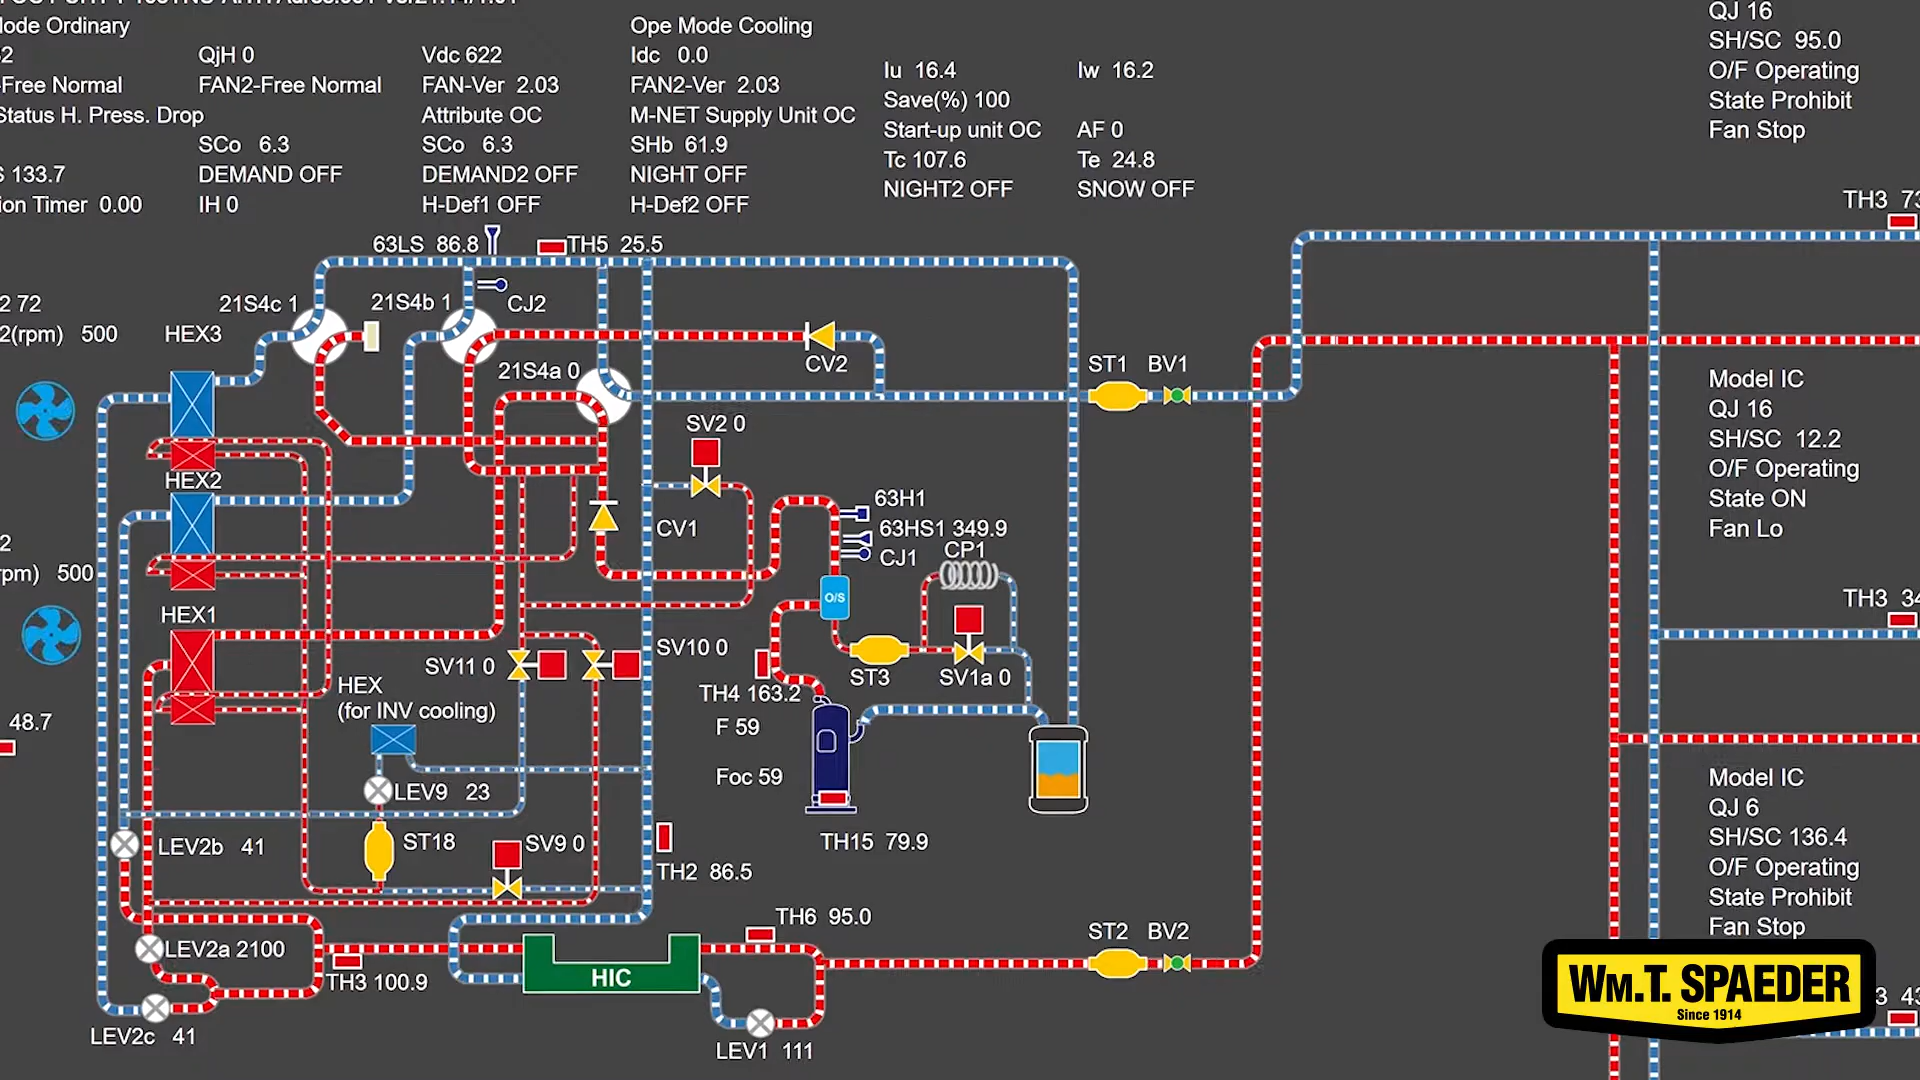 Mode Ordinary
Ope Mode Cooling
QJ 16
SH/SC 95.0
O/F Operating
State Prohibit
Fan Stop
2
QjH 0
Vdc 622
Idc 0.0
Iu 16.4
Iw 16.2
-Free Normal
FAN2-Free Normal
FAN-Ver 2.03
FAN2-Ver 2.03
Save(%) 100
Status H. Press. Drop
Attribute OC
M-NET Supply Unit OC
Start-up unit OC
AF 0
SCo 6.3
SCo 6.3
SHb 61.9
Tc 107.6
Te 24.8
S 133.7
DEMAND OFF
DEMAND2 OFF
NIGHT OFF
NIGHT2 OFF
SNOW OFF
ion Timer 0.00
IH 0
H-Def1 OFF
H-Def2 OFF
TH3 73
63LS 86.8
TH5 25.5
2 72
21S4c 1
21S4b 1
CJ2
2(rpm) 500
HEX3
21S4a 0
CV2
ST1
BV1
Model IC
QJ 16
SH/SC 12.2
O/F Operating
State ON
Fan Lo
SV2 0
HEX2
CV1
63H1
63HS1 349.9
CP1
CJ1
2
rpm) 500
O/S
TH3 34
HEX1
SV11 0
SV10 0
ST3
SV1a 0
HEX
(for INV cooling)
TH4 163.2
F 59
48.7
Foc 59
LEV9 23
Model IC
QJ 6
SH/SC 136.4
O/F Operating
State Prohibit
Fan Stop
LEV2b 41
ST18
SV9 0
TH15 79.9
TH2 86.5
TH6 95.0
ST2
BV2
LEV2a 2100
TH3 100.9
HIC
LEV2c 41
LEV1 111
WM.T. SPAEDER
Since 1914
3 43